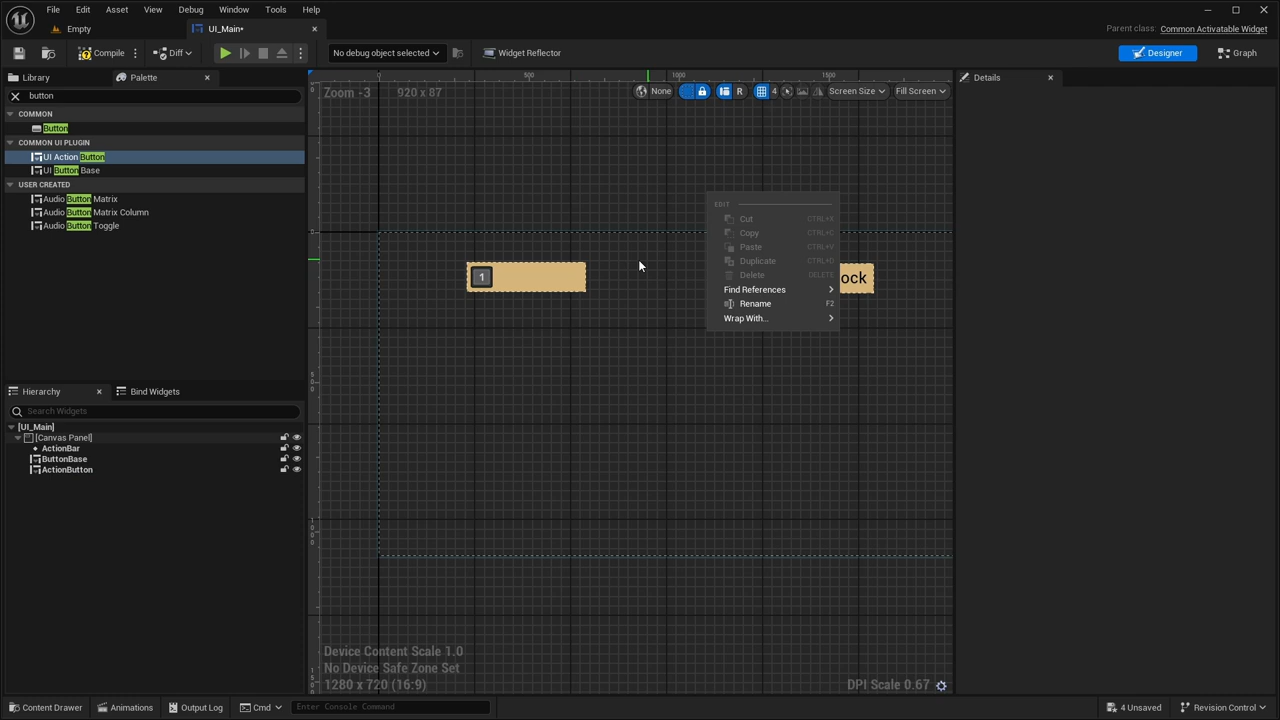 File Edit Asset View Debug Window Tools Help
Empty UI_Main• Parent class: Common Activatable Widget
Compile Diff No debug object selected Widget Reflector Designer Graph
Library Palette Details
button
COMMON
Button
COMMON UI PLUGIN
UI Action Button
UI Button Base
USER CREATED
Audio Button Matrix
Audio Button Matrix Column
Audio Button Toggle
0 500 1000 1500
Zoom -3 920 x 87 None R 4 Screen Size Fill Screen
EDIT
Cut CTRL+X
Copy CTRL+C
Paste CTRL+V
Duplicate CTRL+D
Delete DELETE
Find References
Rename F2
Wrap With...
1
ock
0
500
1000
Hierarchy Bind Widgets
Search Widgets
[UI_Main]
[Canvas Panel]
ActionBar
ButtonBase
ActionButton
Device Content Scale 1.0
No Device Safe Zone Set
1280 x 720 (16:9) DPI Scale 0.67
Content Drawer Animations Output Log Cmd Enter Console Command 4 Unsaved Revision Control